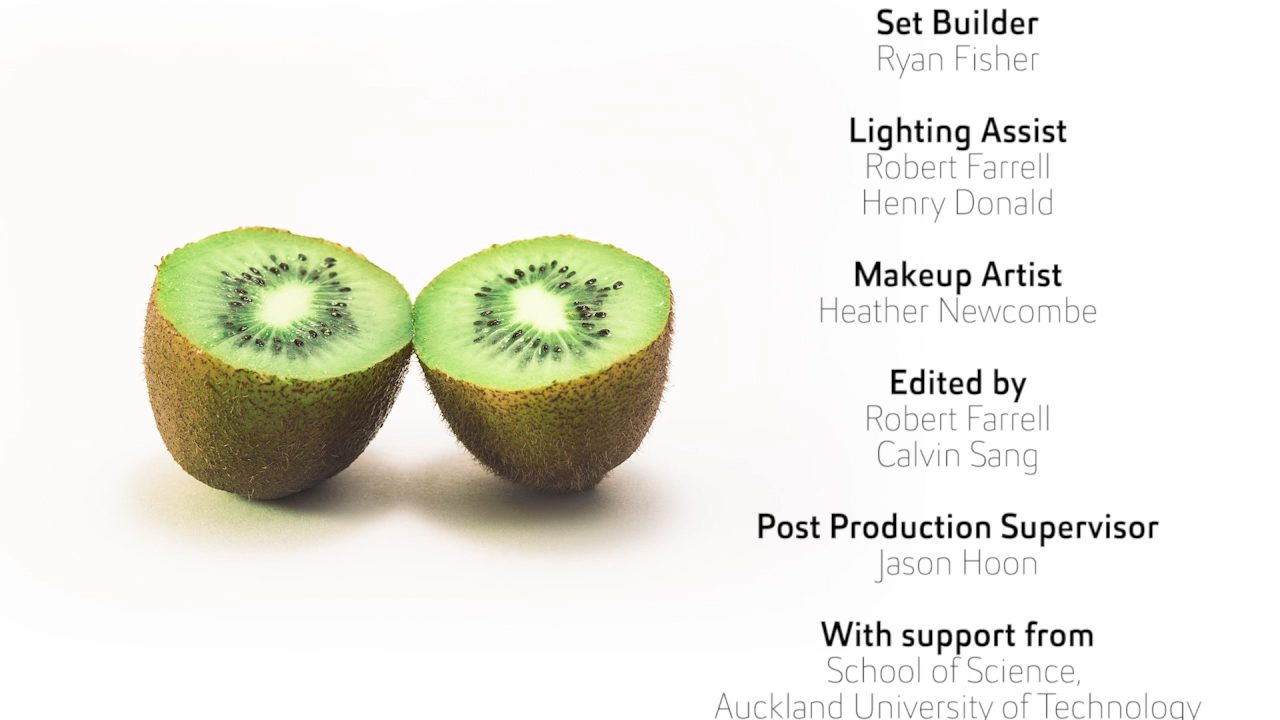 Set Builder
Ryan Fisher
Lighting Assist
Robert Farrell
Henry Donald
Makeup Artist
Heather Newcombe
Edited by
Robert Farrell
Calvin Sang
Post Production Supervisor
Jason Hoon
With support from
School of Science,
Auckland University of Technology